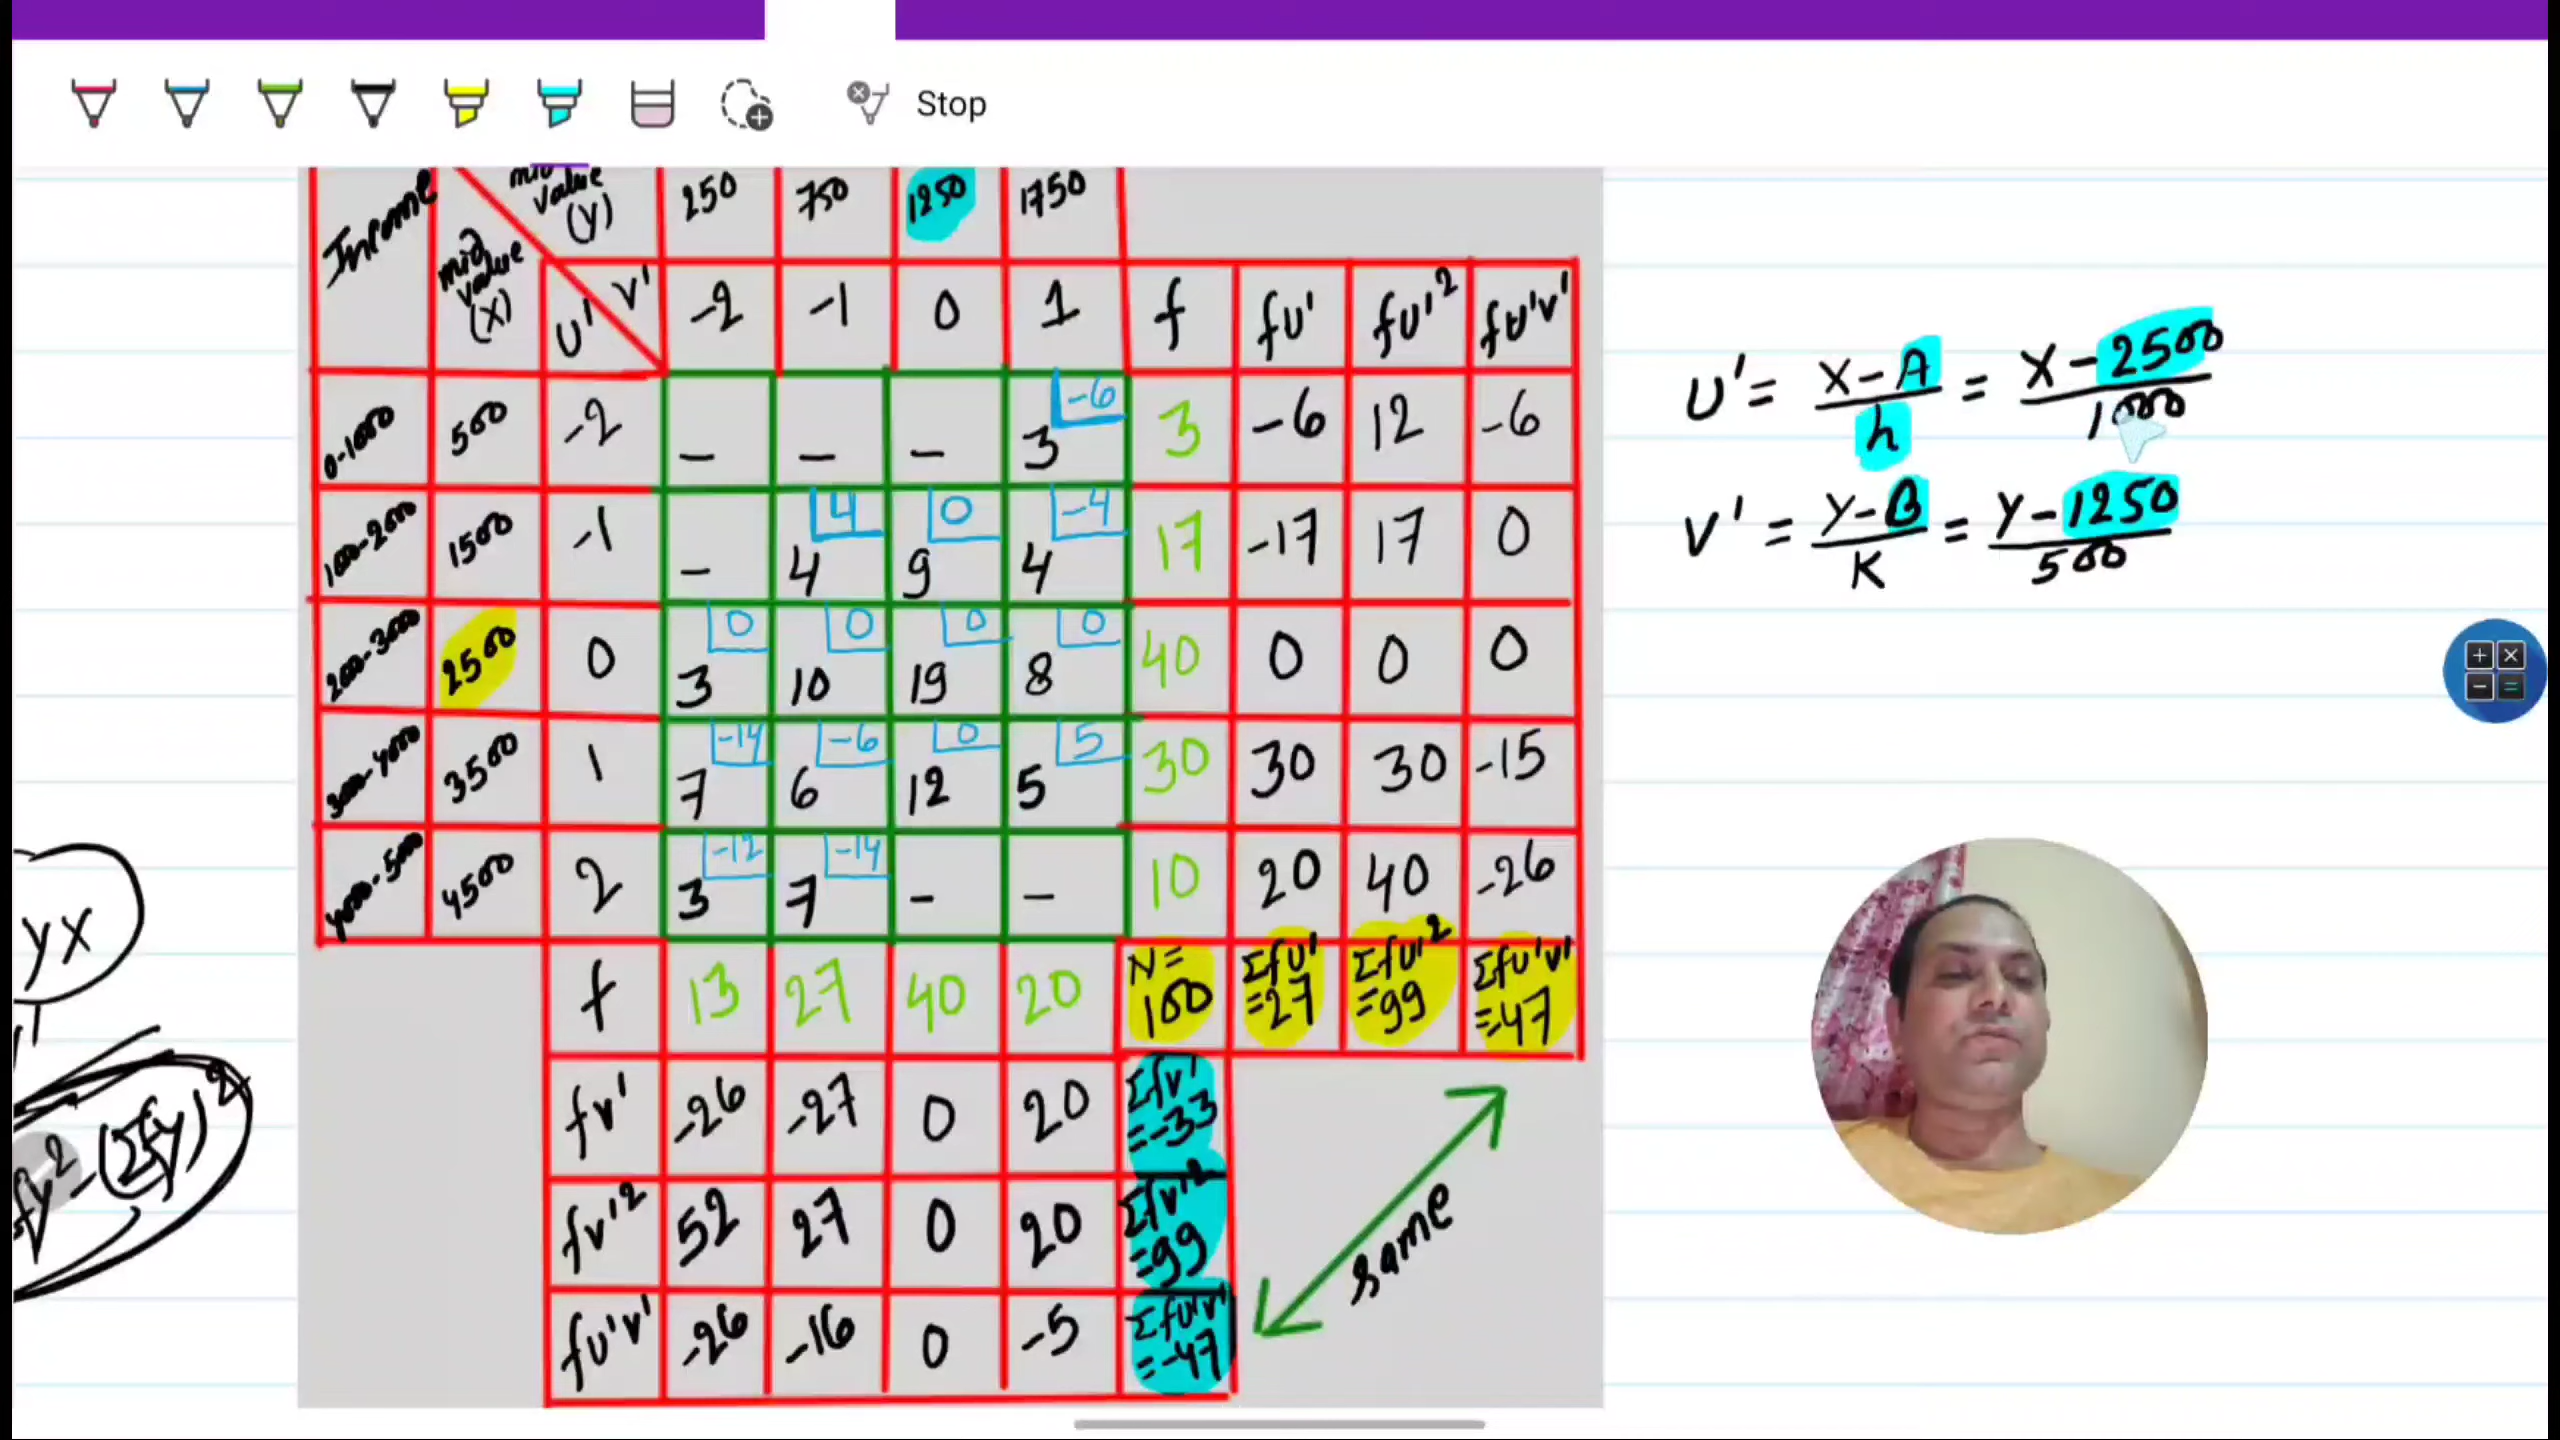 Stop
Income
mid value (X)
value (Y)
250 750 1250 1750
U' V' -2 -1 0 1 f fU' fU'² fU'V'
0-1000 500 -2 - - - 3 -6 3 -6 12 -6
1000-2000 1500 -1 - 4 4 9 0 4 -4 17 -17 17 0
2000-3000 2500 0 3 0 10 0 19 0 8 0 40 0 0 0
3000-4000 3500 1 7 -14 6 -6 12 0 5 5 30 30 30 -15
4000-5000 4500 2 3 -12 7 -14 - - 10 20 40 -26
f 13 27 40 20 N=100 ΣfU'=27 ΣfU'²=99 ΣfU'V'=-47
fV' -26 -27 0 20 ΣfV'=-33
fV'² 52 27 0 20 ΣfV'²=99
fU'V' -26 -16 0 -5 ΣfU'V'=-47
same
U' = X-A/h = X-2500/1000
V' = Y-B/K = Y-1250/500
yx
fy² - (Σfy)²